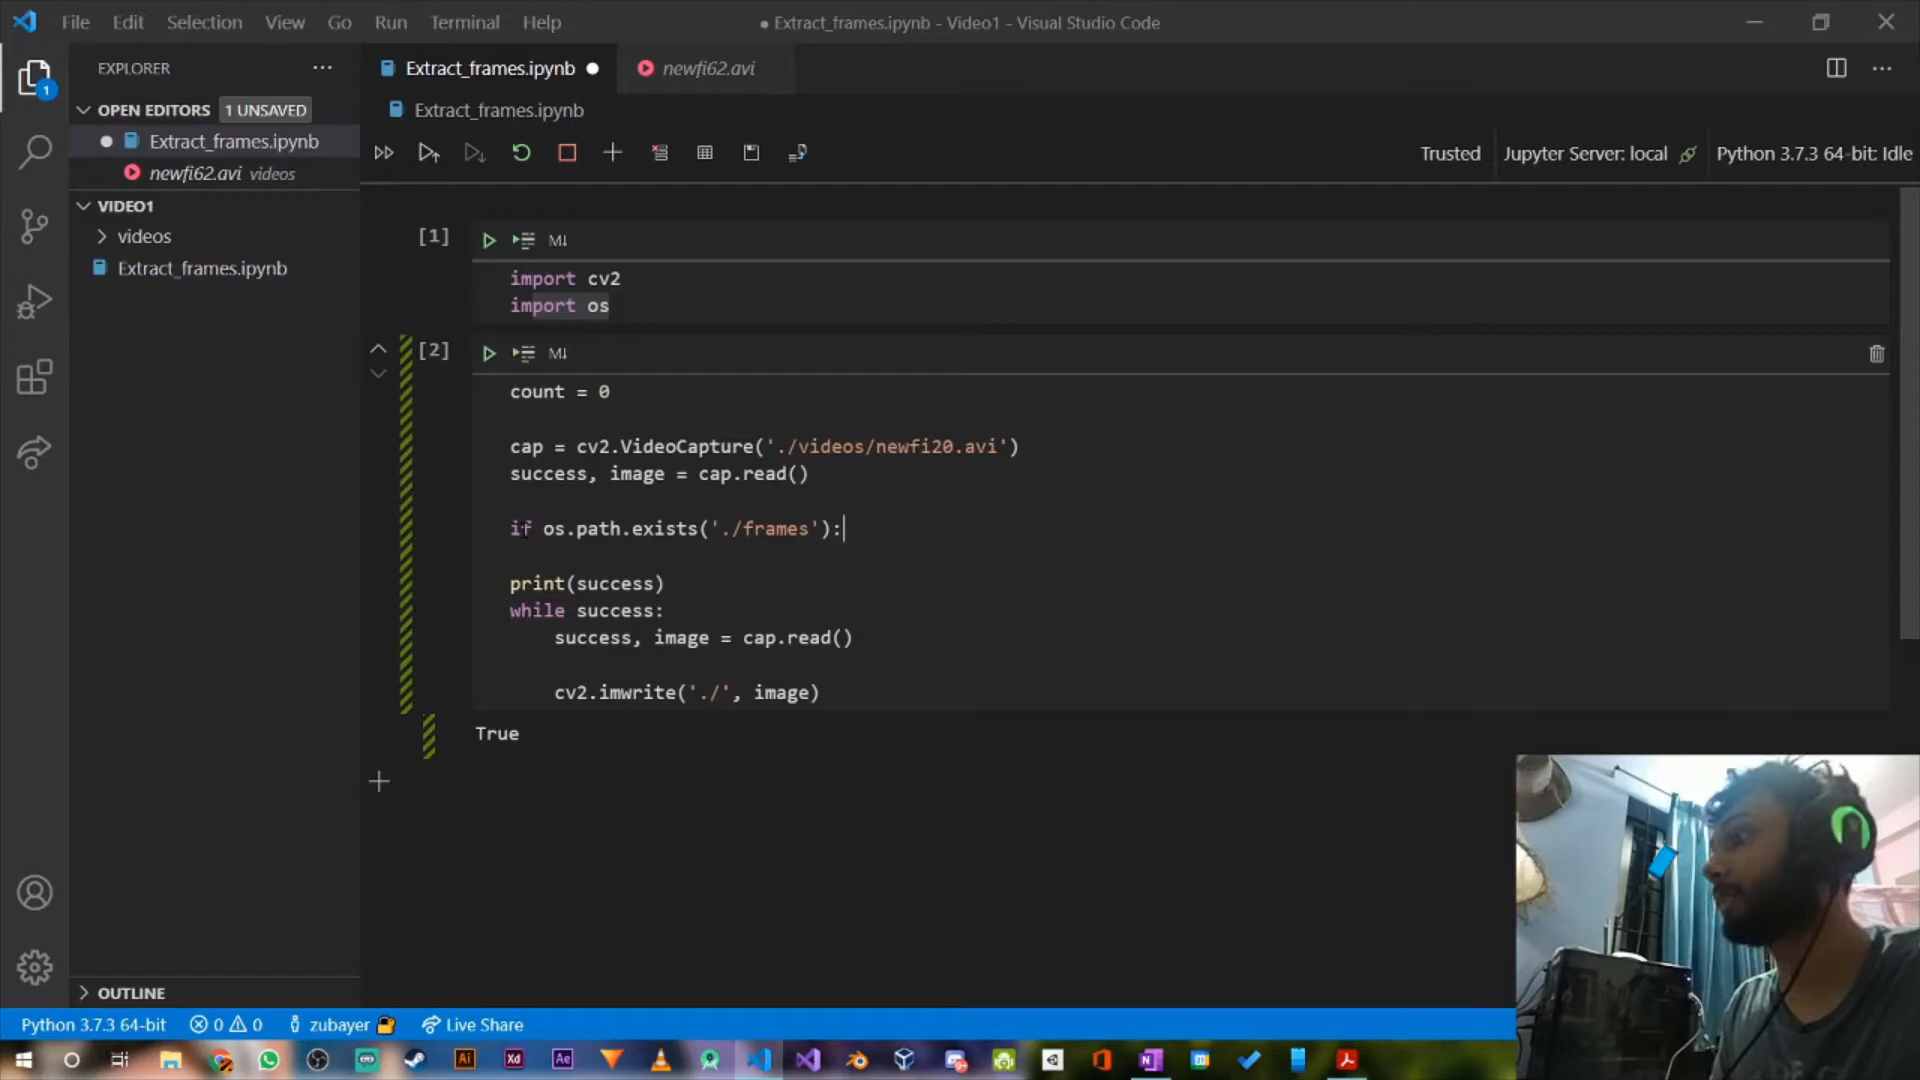 File Edit Selection View Go Run Terminal Help
● Extract_frames.ipynb - Video1 - Visual Studio Code
EXPLORER
Extract_frames.ipynb
newfi62.avi
OPEN EDITORS 1 UNSAVED
Extract_frames.ipynb
Extract_frames.ipynb
newfi62.avi videos
1
Trusted
Jupyter Server: local
Python 3.7.3 64-bit: Idle
VIDEO1
videos
Extract_frames.ipynb
[1]
M↓
import cv2
import os
[2]
M↓
count = 0
cap = cv2.VideoCapture('./videos/newfi20.avi')
success, image = cap.read()
if os.path.exists('./frames'):
print(success)
while success:
success, image = cap.read()
cv2.imwrite('./', image)
True
OUTLINE
Python 3.7.3 64-bit
0
0
zubayer
Live Share
Ai
Xd
Ae
N